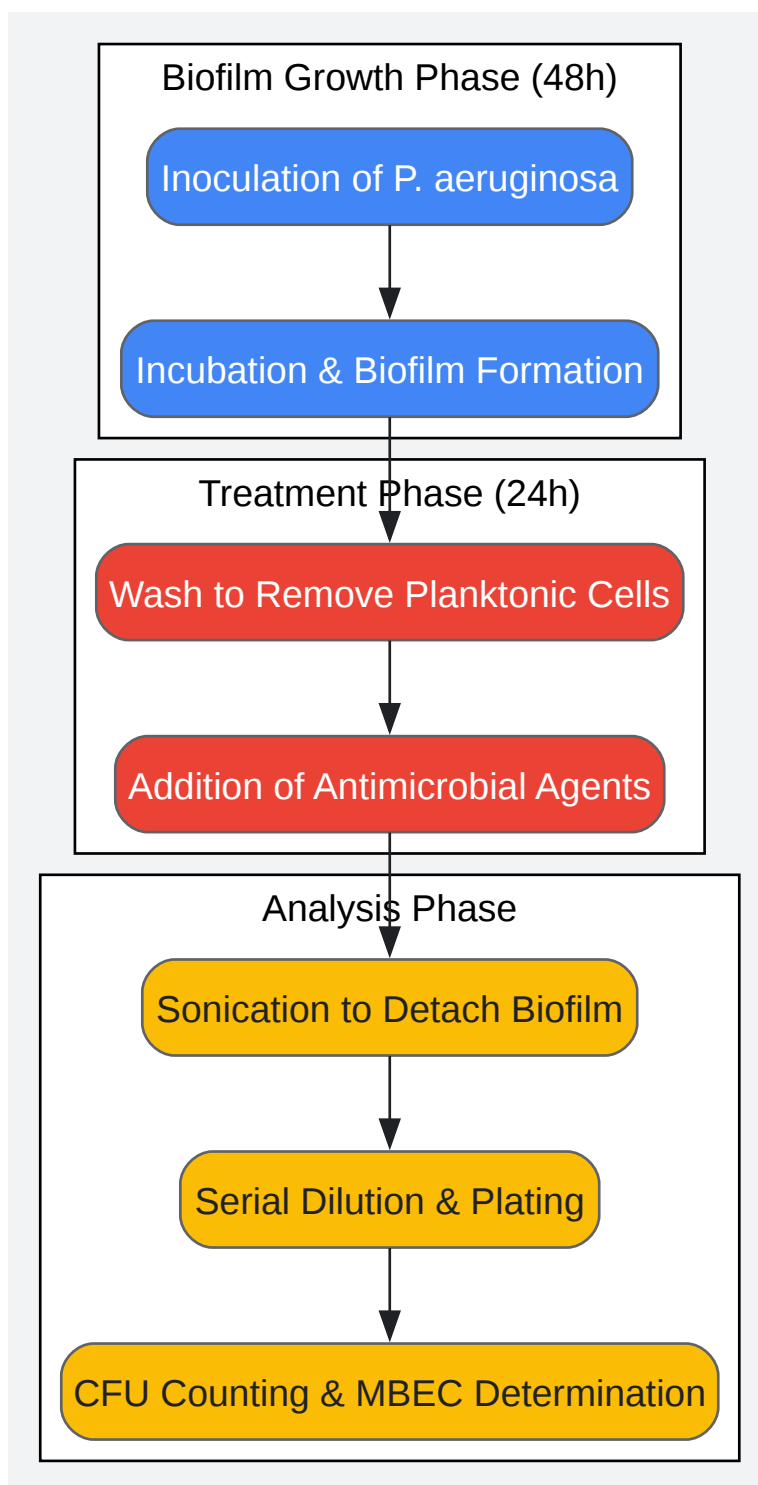 Biofilm Growth Phase (48h)
Inoculation of P. aeruginosa
Incubation & Biofilm Formation
Treatment Phase (24h)
Wash to Remove Planktonic Cells
Addition of Antimicrobial Agents
Analysis Phase
Sonication to Detach Biofilm
Serial Dilution & Plating
CFU Counting & MBEC Determination